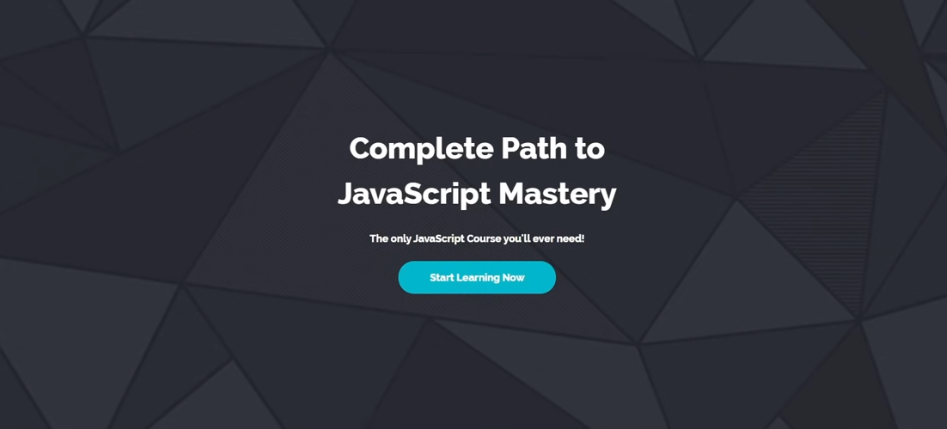 Complete Path to
JavaScript Mastery
The only JavaScript Course you'll ever need!
Start Learning Now